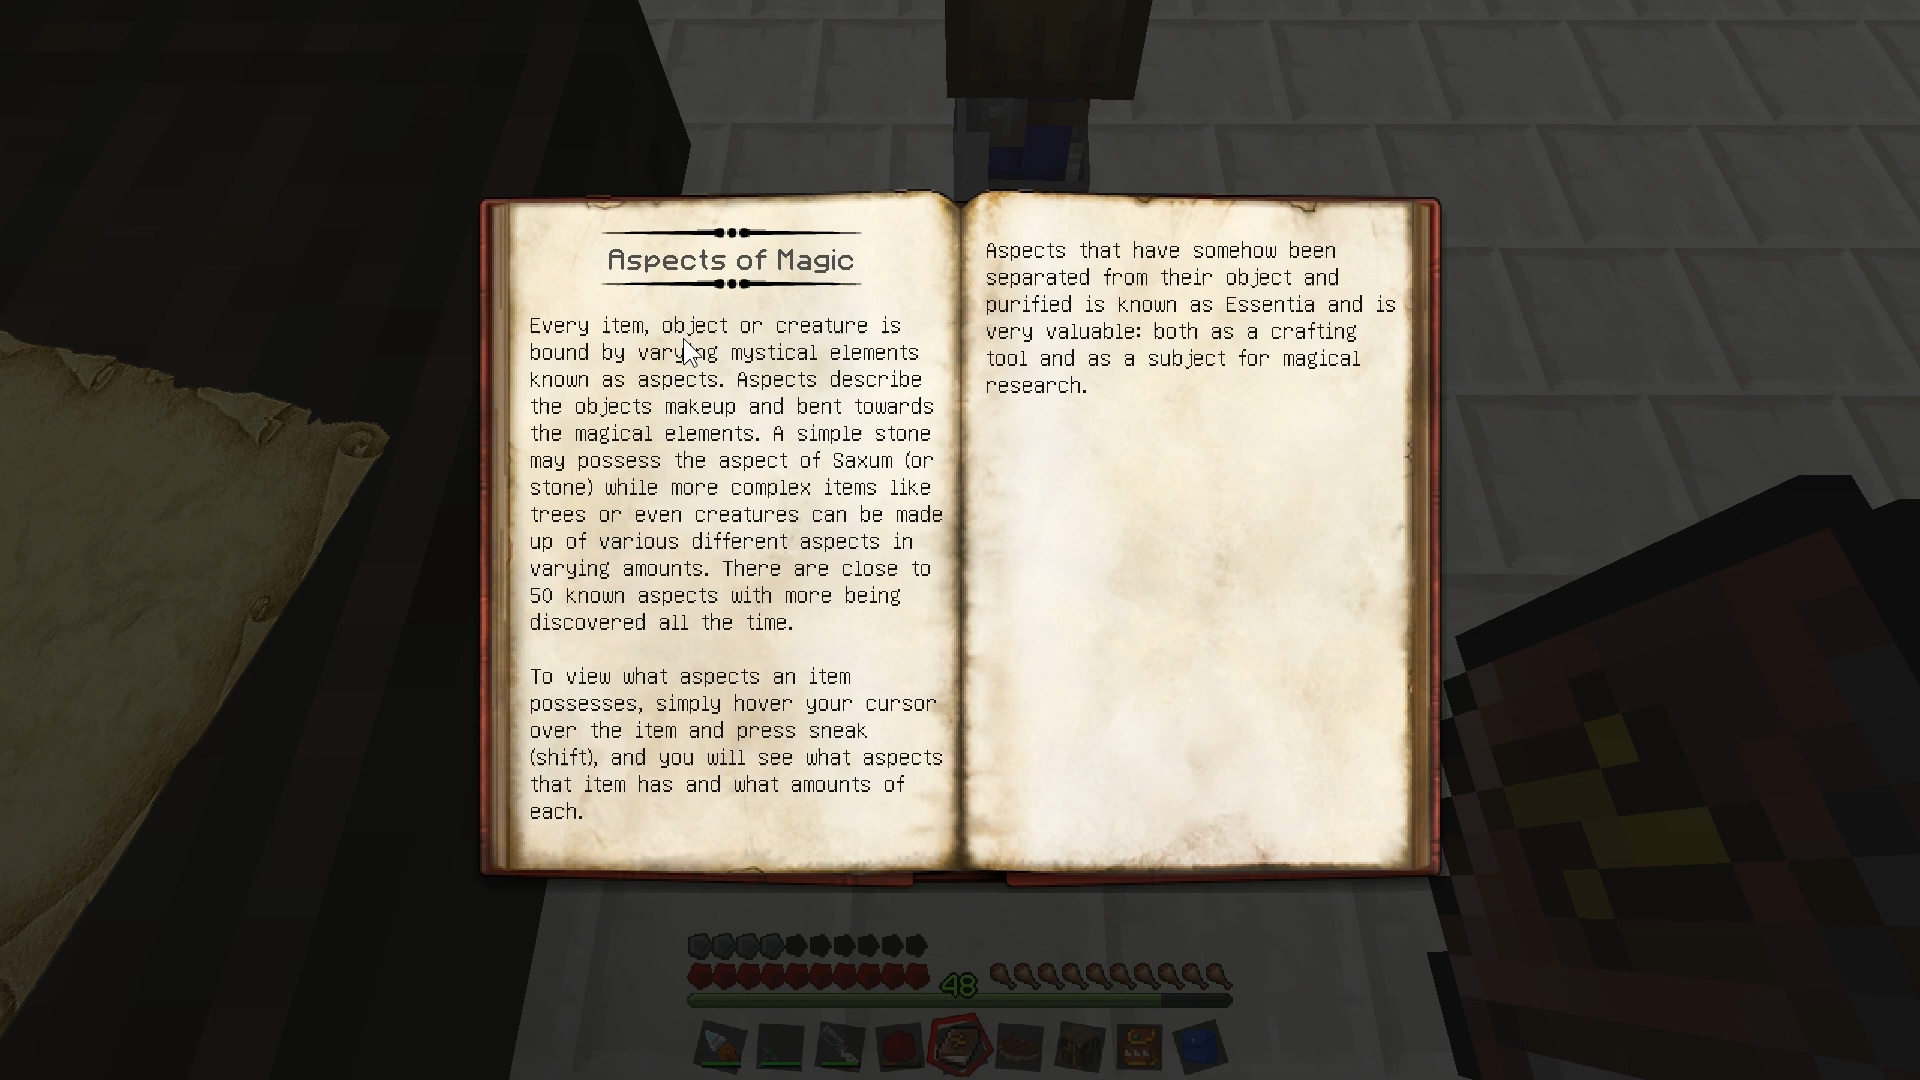 Aspects of Magic
Every item, object or creature is
bound by varying mystical elements
known as aspects. Aspects describe
the objects makeup and bent towards
the magical elements. A simple stone
may possess the aspect of Saxum (or
stone) while more complex items like
trees or even creatures can be made
up of various different aspects in
varying amounts. There are close to
50 known aspects with more being
discovered all the time.
To view what aspects an item
possesses, simply hover your cursor
over the item and press sneak
(shift), and you will see what aspects
that item has and what amounts of
each.
Aspects that have somehow been
separated from their object and
purified is known as Essentia and is
very valuable: both as a crafting
tool and as a subject for magical
research.
48